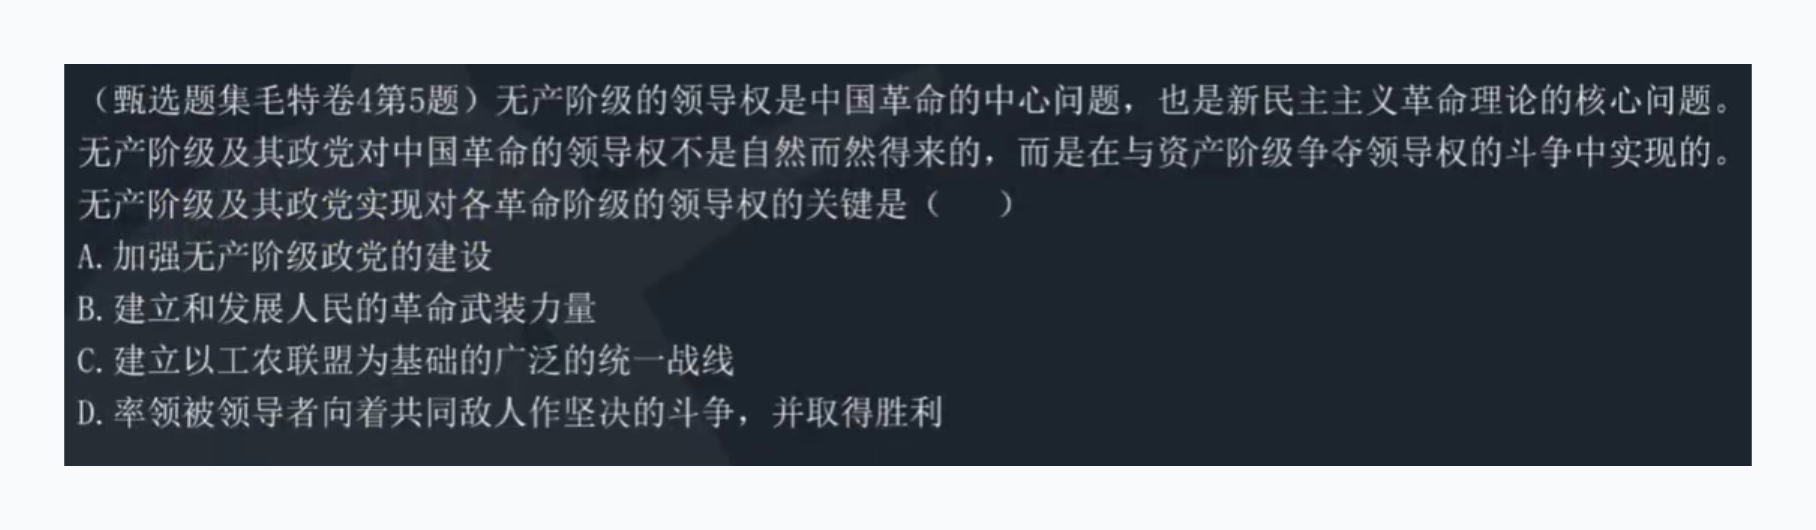 （甄选题集毛特卷4第5题）无产阶级的领导权是中国革命的中心问题，也是新民主主义革命理论的核心问题。
无产阶级及其政党对中国革命的领导权不是自然而然得来的，而是在与资产阶级争夺领导权的斗争中实现的。
无产阶级及其政党实现对各革命阶级的领导权的关键是（　　）
A. 加强无产阶级政党的建设
B. 建立和发展人民的革命武装力量
C. 建立以工农联盟为基础的广泛的统一战线
D. 率领被领导者向着共同敌人作坚决的斗争，并取得胜利